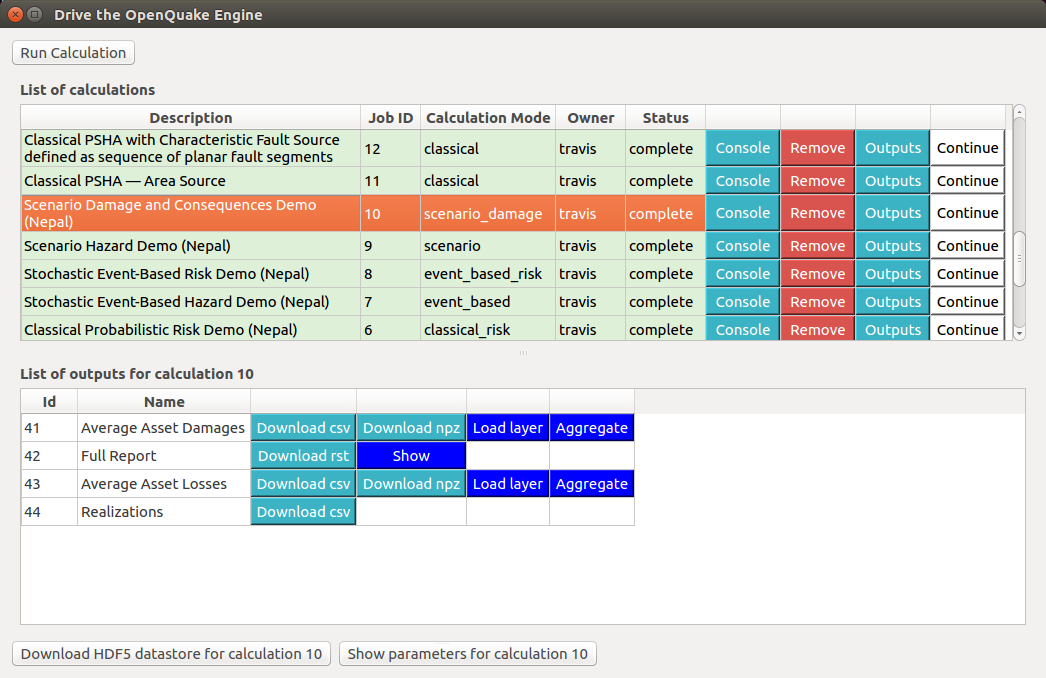 Drive the OpenQuake Engine
Run Calculation
List of calculations
Description Job ID Calculation Mode Owner Status
Classical PSHA with Characteristic Fault Source
defined as sequence of planar fault segments 12 classical travis complete Console Remove Outputs Continue
Classical PSHA — Area Source 11 classical travis complete Console Remove Outputs Continue
Scenario Damage and Consequences Demo
(Nepal) 10 scenario_damage travis complete Console Remove Outputs Continue
Scenario Hazard Demo (Nepal) 9 scenario travis complete Console Remove Outputs Continue
Stochastic Event-Based Risk Demo (Nepal) 8 event_based_risk travis complete Console Remove Outputs Continue
Stochastic Event-Based Hazard Demo (Nepal) 7 event_based travis complete Console Remove Outputs Continue
Classical Probabilistic Risk Demo (Nepal) 6 classical_risk travis complete Console Remove Outputs Continue
List of outputs for calculation 10
Id Name
41 Average Asset Damages Download csv Download npz Load layer Aggregate
42 Full Report Download rst Show
43 Average Asset Losses Download csv Download npz Load layer Aggregate
44 Realizations Download csv
Download HDF5 datastore for calculation 10 Show parameters for calculation 10